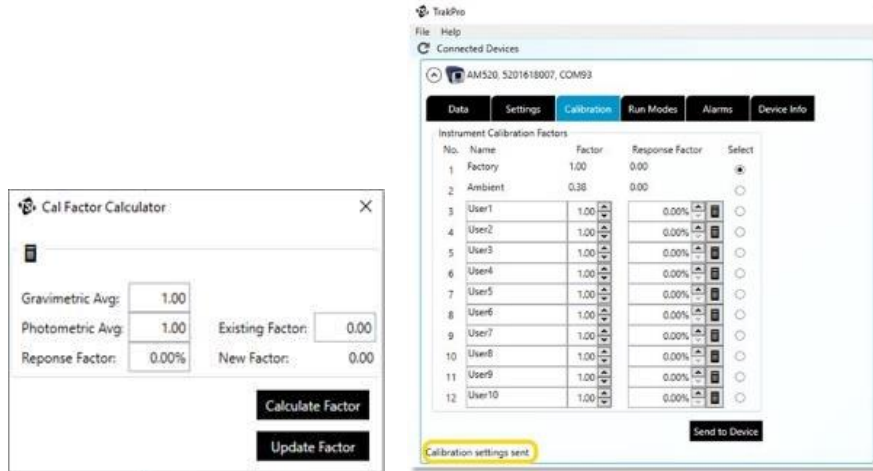 Cal Factor Calculator
Gravimetric Avg: 1.00
Photometric Avg: 1.00 Existing Factor: 0.00
Reponse Factor: 0.00% New Factor: 0.00
Calculate Factor
Update Factor
TrakPro
File Help
Connected Devices
AM520, 5201618007, COM93
Data Settings Calibration Run Modes Alarms Device Info
Instrument Calibration Factors
No. Name Factor Response Factor Select
1 Factory 1.00 0.00
2 Ambient 0.38 0.00
3 User1 1.00 0.00%
4 User2 1.00 0.00%
5 User3 1.00 0.00%
6 User4 1.00 0.00%
7 User5 1.00 0.00%
8 User6 1.00 0.00%
9 User7 1.00 0.00%
10 User8 1.00 0.00%
11 User9 1.00 0.00%
12 User10 1.00 0.00%
Send to Device
Calibration settings sent